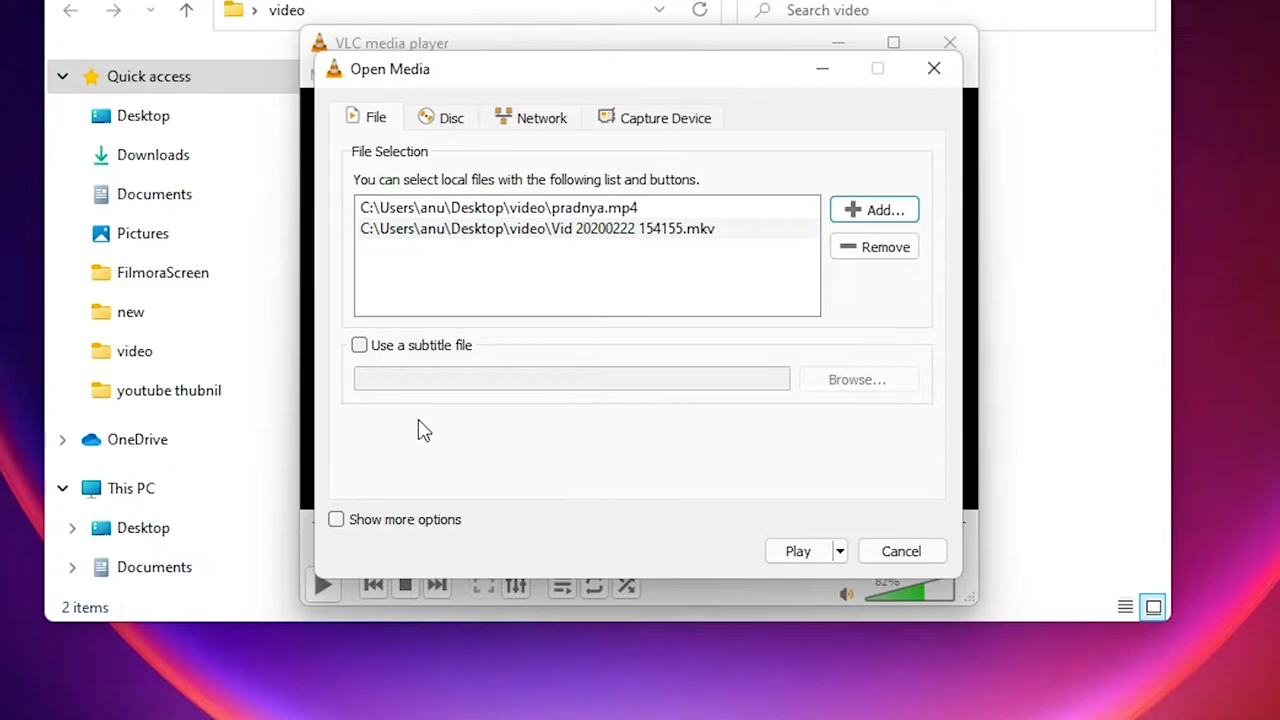 video
Search video
VLC media player
Open Media
Quick access
Desktop
Downloads
Documents
Pictures
FilmoraScreen
new
video
youtube thubnil
OneDrive
This PC
Desktop
Documents
2 items
File
Disc
Network
Capture Device
File Selection
You can select local files with the following list and buttons.
C:\Users\anu\Desktop\video\pradnya.mp4
C:\Users\anu\Desktop\video\Vid 20200222 154155.mkv
Add...
Remove
Use a subtitle file
Browse...
Show more options
Play
Cancel
82%